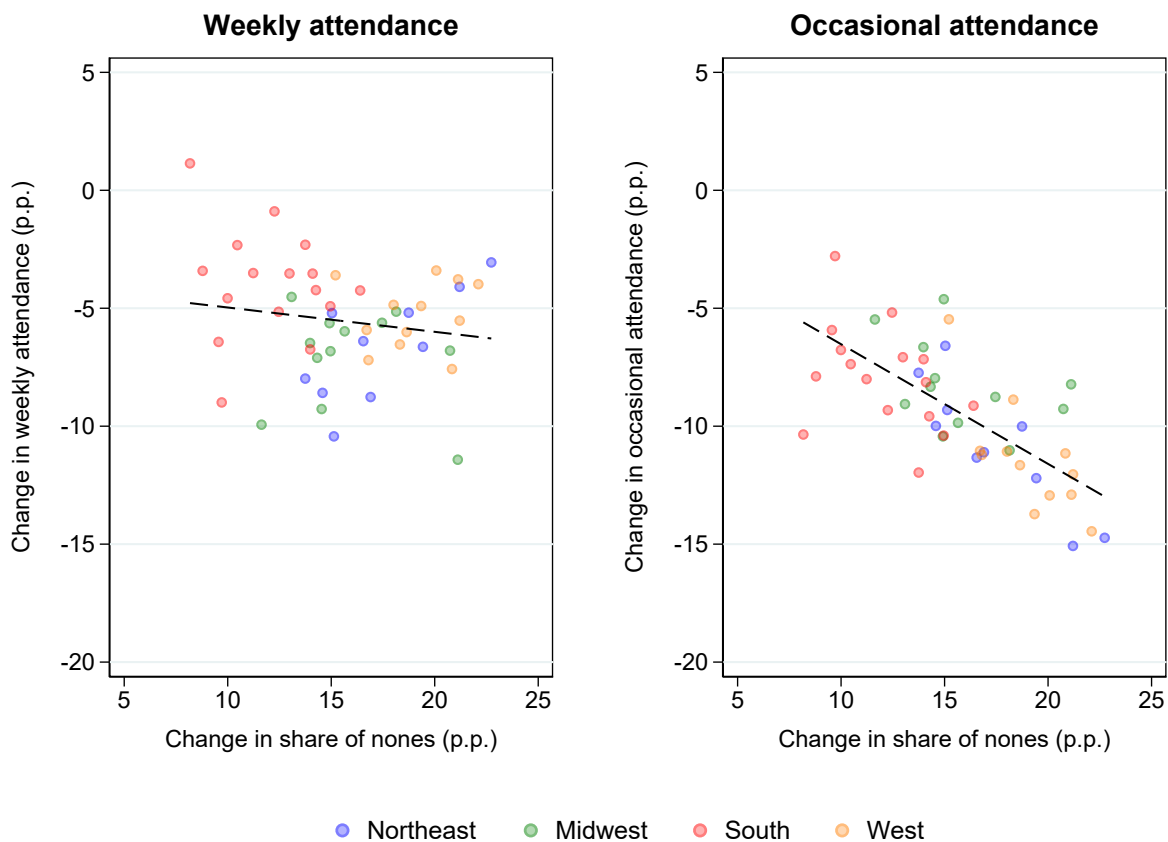 Weekly attendance
Occasional attendance
Change in weekly attendance (p.p.)
5
0
-5
-10
-15
-20
5 10 15 20 25
Change in share of nones (p.p.)
Change in occasional attendance (p.p.)
5
0
-5
-10
-15
-20
5 10 15 20 25
Change in share of nones (p.p.)
Northeast Midwest South West